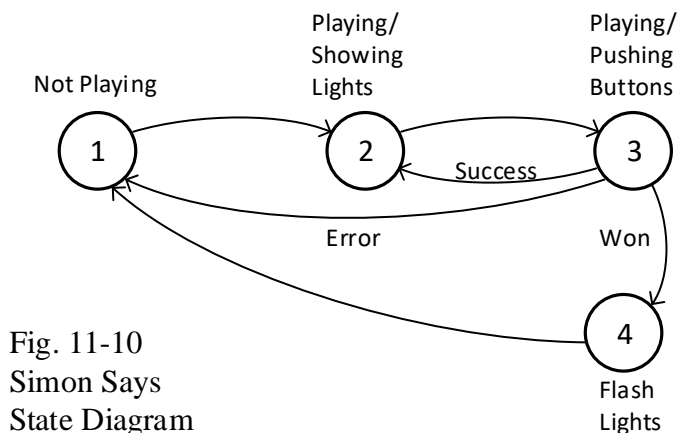 Playing/
Showing
Lights
Playing/
Pushing
Buttons
Not Playing
1
2
3
Success
Error
Won
4
Flash
Lights
Fig. 11-10
Simon Says
State Diagram